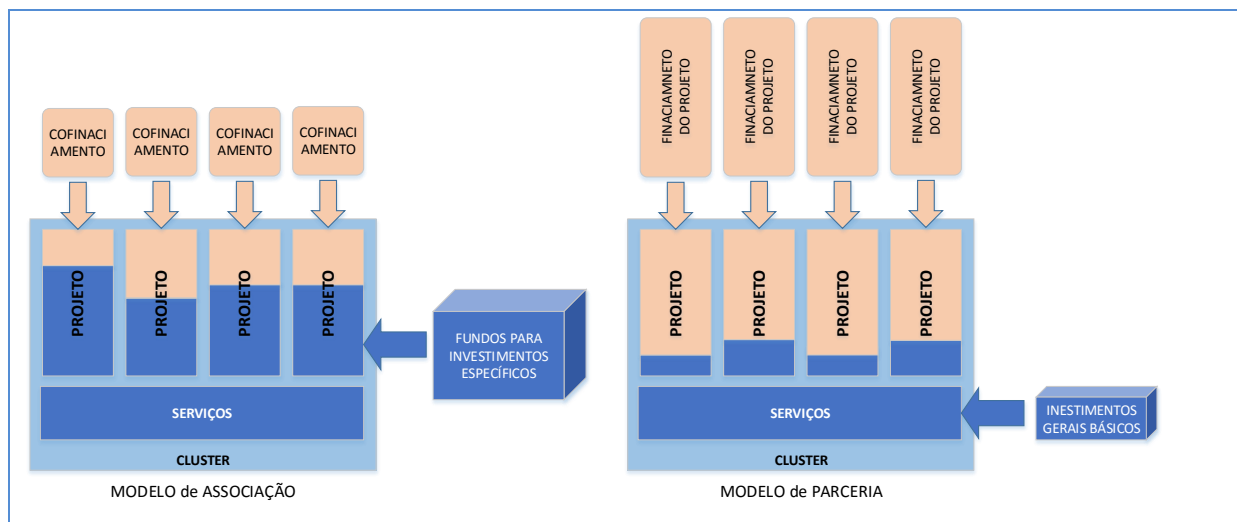 COFINACI
AMENTO
COFINACI
AMENTO
COFINACI
AMENTO
COFINACI
AMENTO
PROJETO
PROJETO
PROJETO
PROJETO
FUNDOS PARA
INVESTIMENTOS
ESPECÍFICOS
SERVIÇOS
CLUSTER
MODELO de ASSOCIAÇÃO
FINACIAMNETO
DO PROJETO
FINACIAMNETO
DO PROJETO
FINACIAMNETO
DO PROJETO
FINACIAMNETO
DO PROJETO
PROJETO
PROJETO
PROJETO
PROJETO
SERVIÇOS
INESTIMENTOS
GERAIS BÁSICOS
CLUSTER
MODELO de PARCERIA